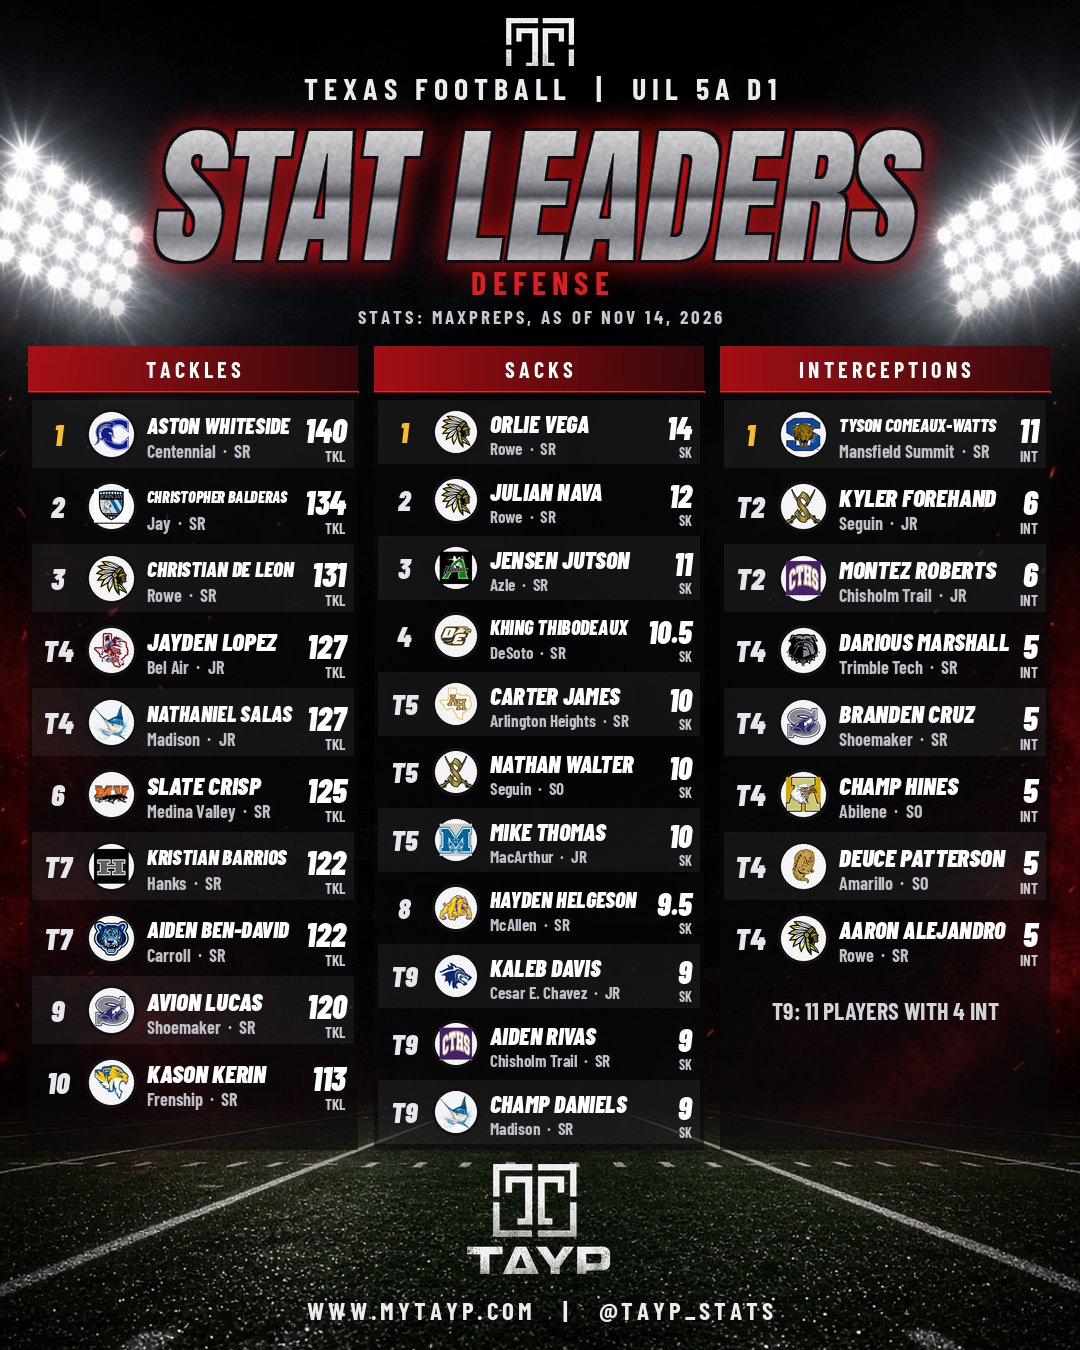 TEXAS FOOTBALL | UIL 5A D1
STAT LEADERS
DEFENSE
STATS: MAXPREPS, AS OF NOV 14, 2026
TACKLES
1 ASTON WHITESIDE 140
Centennial · SR TKL
2 CHRISTOPHER BALDERAS 134
Jay · SR TKL
3 CHRISTIAN DE LEON 131
Rowe · SR TKL
T4 JAYDEN LOPEZ 127
Bel Air · JR TKL
T4 NATHANIEL SALAS 127
Madison · JR TKL
6 SLATE CRISP 125
Medina Valley · SR TKL
T7 KRISTIAN BARRIOS 122
Hanks · SR TKL
T7 AIDEN BEN-DAVID 122
Carroll · SR TKL
9 AVION LUCAS 120
Shoemaker · SR TKL
10 KASON KERIN 113
Frenship · SR TKL
SACKS
1 ORLIE VEGA 14
Rowe · SR SK
2 JULIAN NAVA 12
Rowe · SR SK
3 JENSEN JUTSON 11
Azle · SR SK
4 KHING THIBODEAUX 10.5
DeSoto · SR SK
T5 CARTER JAMES 10
Arlington Heights · SR SK
T5 NATHAN WALTER 10
Seguin · SO SK
T5 MIKE THOMAS 10
MacArthur · JR SK
8 HAYDEN HELGESON 9.5
McAllen · SR SK
T9 KALEB DAVIS 9
Cesar E. Chavez · JR SK
T9 AIDEN RIVAS 9
Chisholm Trail · SR SK
T9 CHAMP DANIELS 9
Madison · SR SK
INTERCEPTIONS
1 TYSON COMEAUX-WATTS 11
Mansfield Summit · SR INT
T2 KYLER FOREHAND 6
Seguin · JR INT
T2 CTHS MONTEZ ROBERTS 6
Chisholm Trail · JR INT
T4 DARIOUS MARSHALL 5
Trimble Tech · SR INT
T4 BRANDEN CRUZ 5
Shoemaker · SR INT
T4 CHAMP HINES 5
Abilene · SO INT
T4 DEUCE PATTERSON 5
Amarillo · SO INT
T4 AARON ALEJANDRO 5
Rowe · SR INT
T9: 11 PLAYERS WITH 4 INT
TAYP
WWW.MYTAYP.COM | @TAYP_STATS